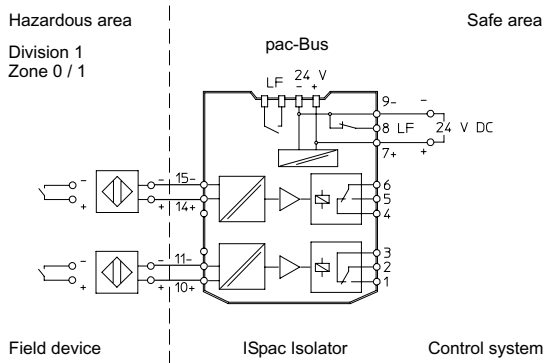 Hazardous area
Safe area
Division 1
Zone 0 / 1
pac-Bus
LF 24 V
- +
9- -
8 LF 24 V DC
7+ +
- - 15-
+ + 14+
6
5
4
- - 11-
+ + 10+
3
2
1
Field device
ISpac Isolator
Control system